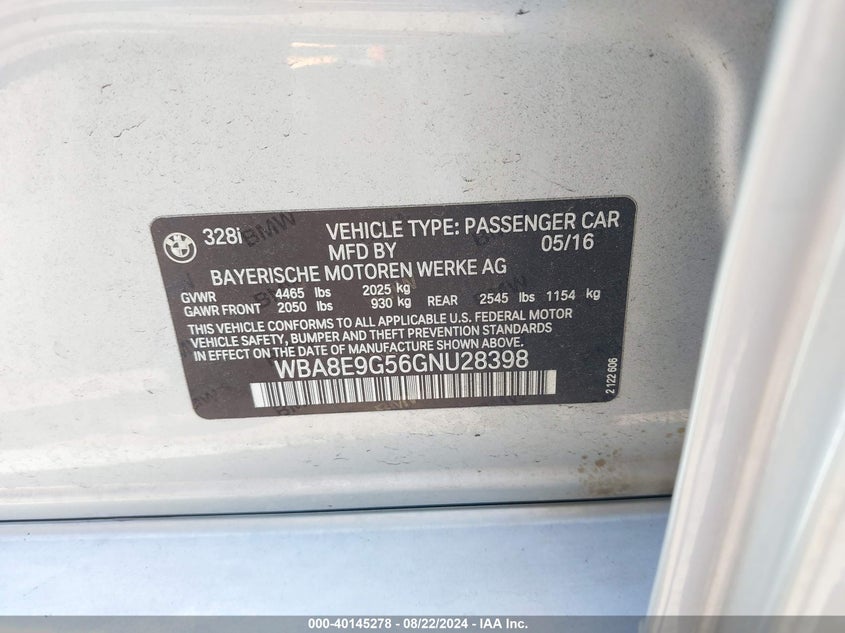 328i
VEHICLE TYPE: PASSENGER CAR
MFD BY 05/16
BAYERISCHE MOTOREN WERKE AG
GVWR 4465 lbs 2025 kg
GAWR FRONT 2050 lbs 930 kg REAR 2545 lbs 1154 kg
THIS VEHICLE CONFORMS TO ALL APPLICABLE U.S. FEDERAL MOTOR
VEHICLE SAFETY, BUMPER AND THEFT PREVENTION STANDARDS
IN EFFECT ON THE DATE OF MANUFACTURE SHOWN ABOVE.
WBA8E9G56GNU28398
2 122 606
000-40145278 - 08/22/2024 - IAA Inc.